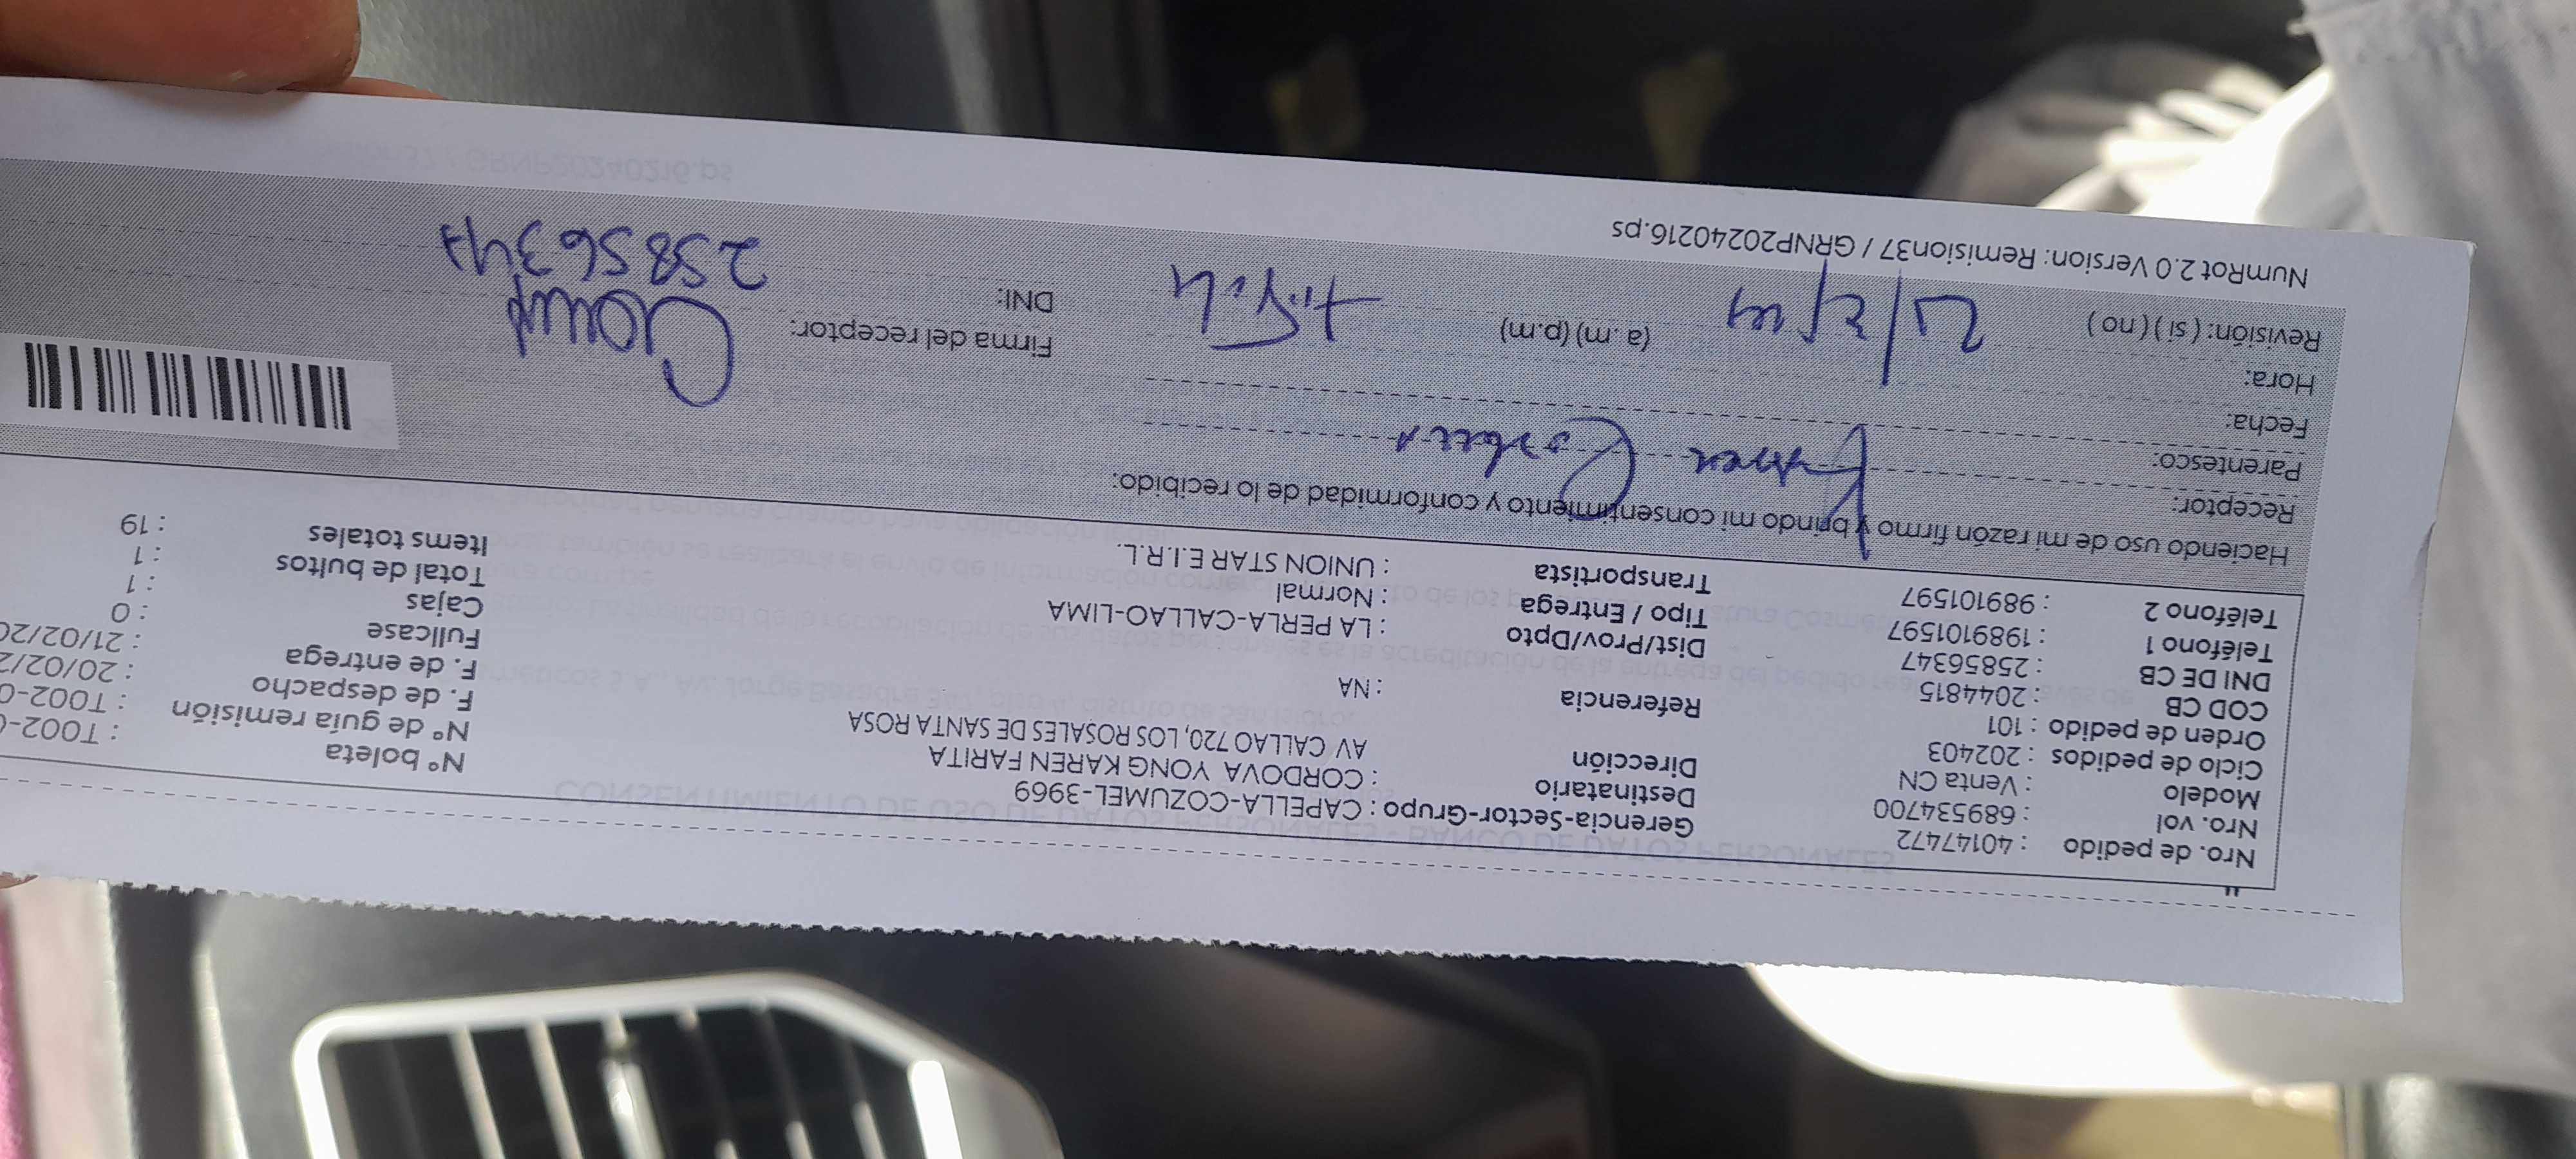 Nro. de pedido : 40147472
Nro. vol : 689534700
Modelo : Venta CN
Ciclo de pedidos : 202403
Orden de pedido : 101
COD CB : 2044815
DNI DE CB : 25856347
Teléfono 1 : 1989101597
Teléfono 2 : 989101597
Gerencia-Sector-Grupo : CAPELLA-COZUMEL-3969
Destinatario : CORDOVA YONG KAREN FARITA
Dirección AV CALLAO 720, LOS ROSALES DE SANTA ROSA
Referencia : NA
Dist/Prov/Dpto : LA PERLA-CALLAO-LIMA
Tipo / Entrega : Normal
Transportista : UNION STAR E.I.R.L.
N° boleta : T002-0
N° de guía remisión : T002-0
F. de despacho : 20/02/2
F. de entrega : 21/02/20
Fullcase : 0
Cajas : 1
Total de bultos : 1
Items totales : 19
Haciendo uso de mi razón firmo y brindo mi consentimiento y conformidad de lo recibido:
Receptor: Karen
Parentesco:
Fecha:
Hora: (a.m) (p.m)
Revisión: ( si ) ( no )
Firma del receptor:
DNI: 25856347
NumRot 2.0 Version: Remision37 / GRNP20240216.ps